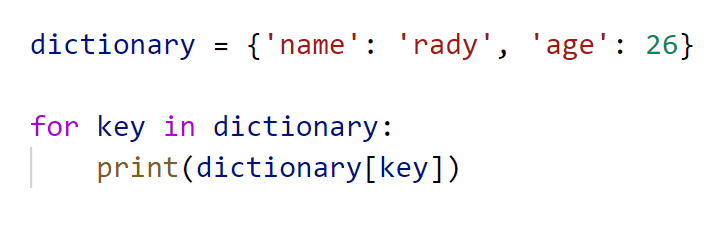 dictionary = {'name': 'rady', 'age': 26}
for key in dictionary:
    print(dictionary[key])